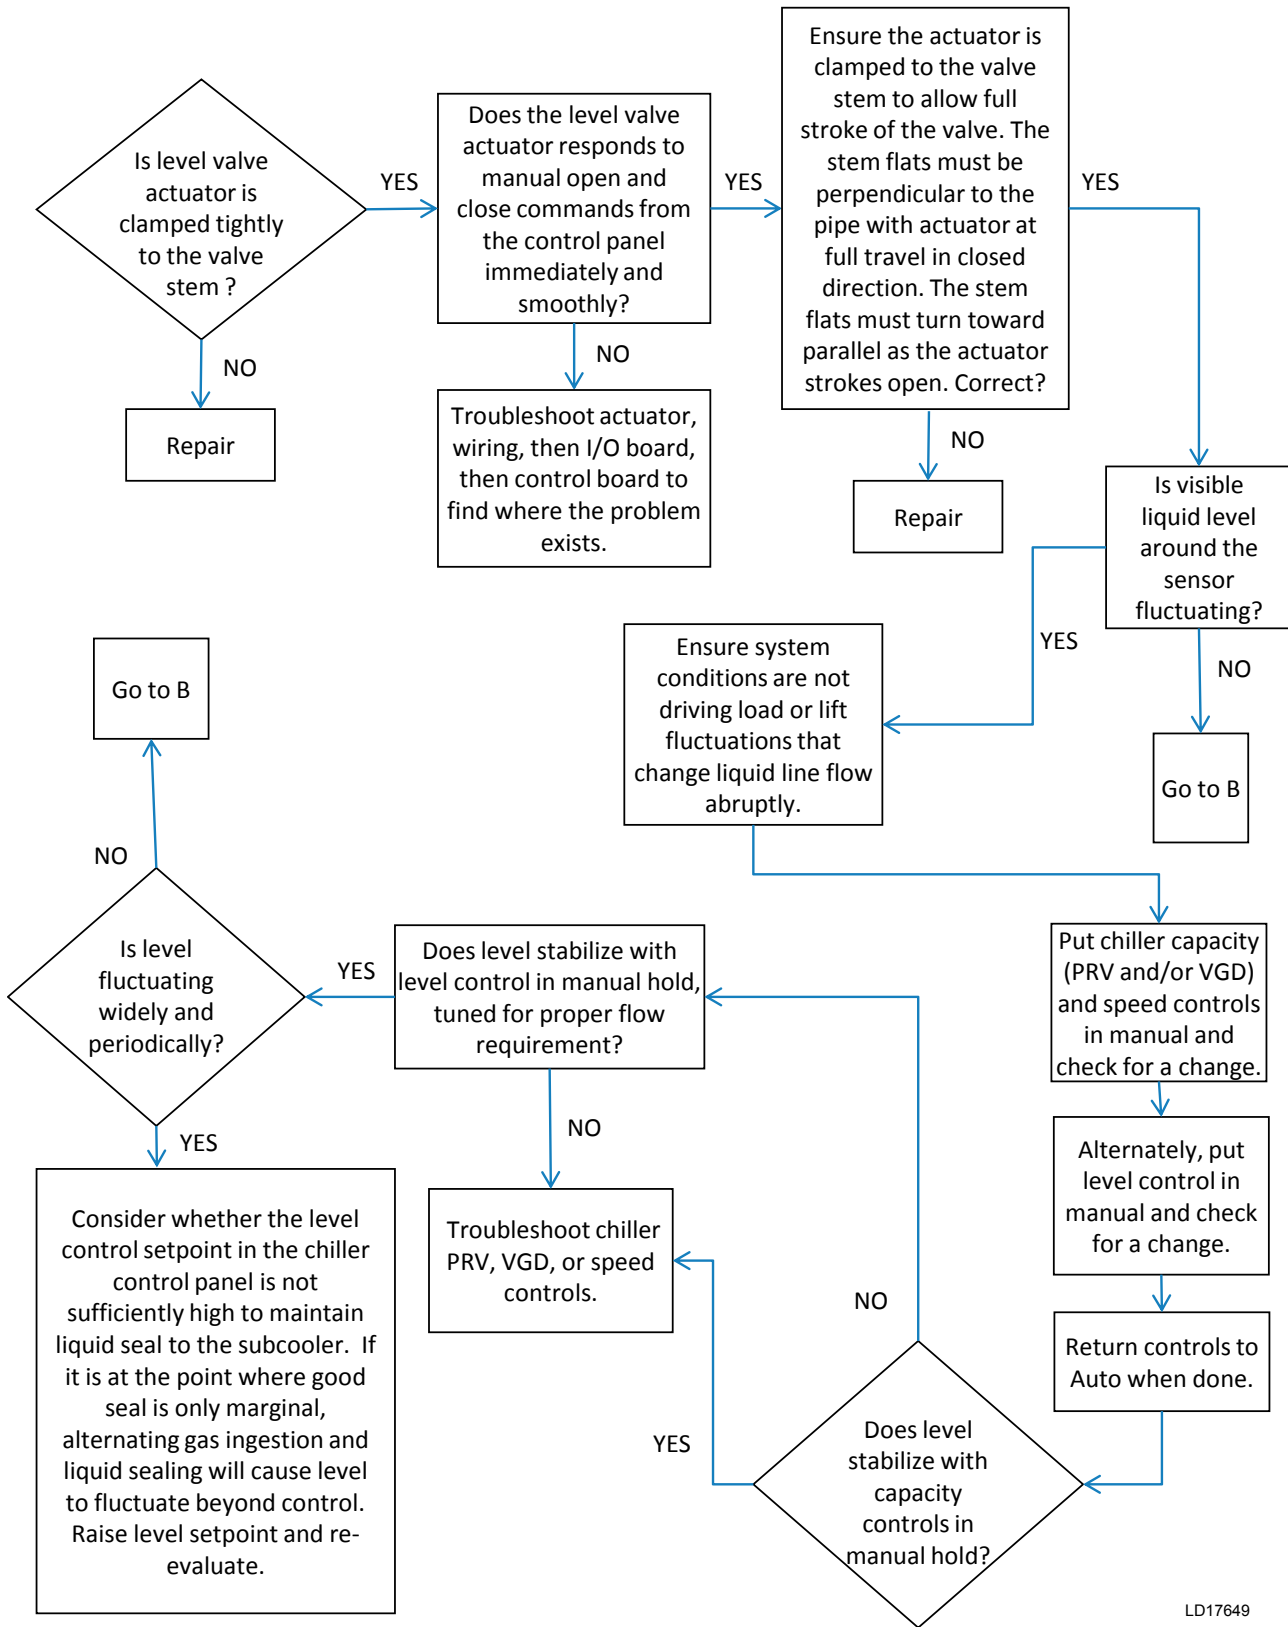 Is level valve
actuator is
clamped tightly
to the valve
stem ?
YES
NO
Repair
Does the level valve
actuator responds to
manual open and
close commands from
the control panel
immediately and
smoothly?
YES
NO
Troubleshoot actuator,
wiring, then I/O board,
then control board to
find where the problem
exists.
Ensure the actuator is
clamped to the valve
stem to allow full
stroke of the valve. The
stem flats must be
perpendicular to the
pipe with actuator at
full travel in closed
direction. The stem
flats must turn toward
parallel as the actuator
strokes open. Correct?
YES
NO
Repair
Is visible
liquid level
around the
sensor
fluctuating?
YES
NO
Go to B
Ensure system
conditions are not
driving load or lift
fluctuations that
change liquid line flow
abruptly.
Put chiller capacity
(PRV and/or VGD)
and speed controls
in manual and
check for a change.
Alternately, put
level control in
manual and check
for a change.
Return controls to
Auto when done.
Does level
stabilize with
capacity
controls in
manual hold?
YES
NO
Troubleshoot chiller
PRV, VGD, or speed
controls.
Does level stabilize with
level control in manual hold,
tuned for proper flow
requirement?
NO
YES
Is level
fluctuating
widely and
periodically?
NO
Go to B
YES
Consider whether the level
control setpoint in the chiller
control panel is not
sufficiently high to maintain
liquid seal to the subcooler.  If
it is at the point where good
seal is only marginal,
alternating gas ingestion and
liquid sealing will cause level
to fluctuate beyond control.
Raise level setpoint and re-
evaluate.
LD17649